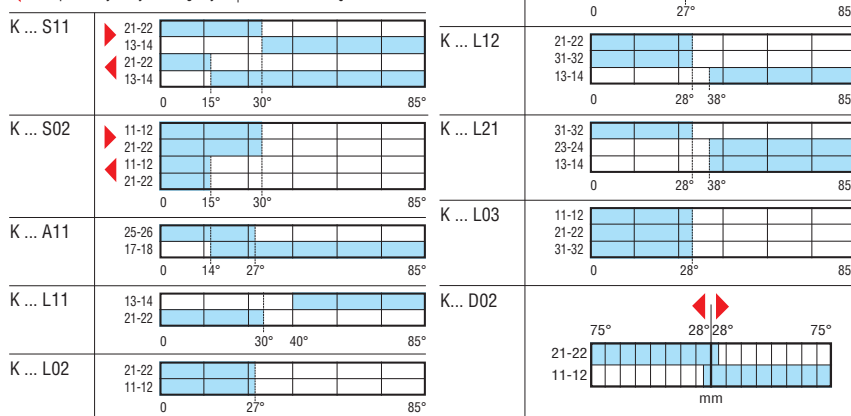 K ... S11
21-22
13-14
21-22
13-14
0 15° 30° 85°
K ... S02
11-12
21-22
11-12
21-22
0 15° 30° 85°
K ... A11
25-26
17-18
0 14° 27° 85°
K ... L11
13-14
21-22
0 30° 40° 85°
K ... L02
21-22
11-12
0 27° 85°
0 27° 85
K ... L12
21-22
31-32
13-14
0 28° 38° 85
K ... L21
31-32
23-24
13-14
0 28° 38° 85
K ... L03
11-12
21-22
31-32
0 28° 85
K... D02
75° 28° 28° 75°
21-22
11-12
mm